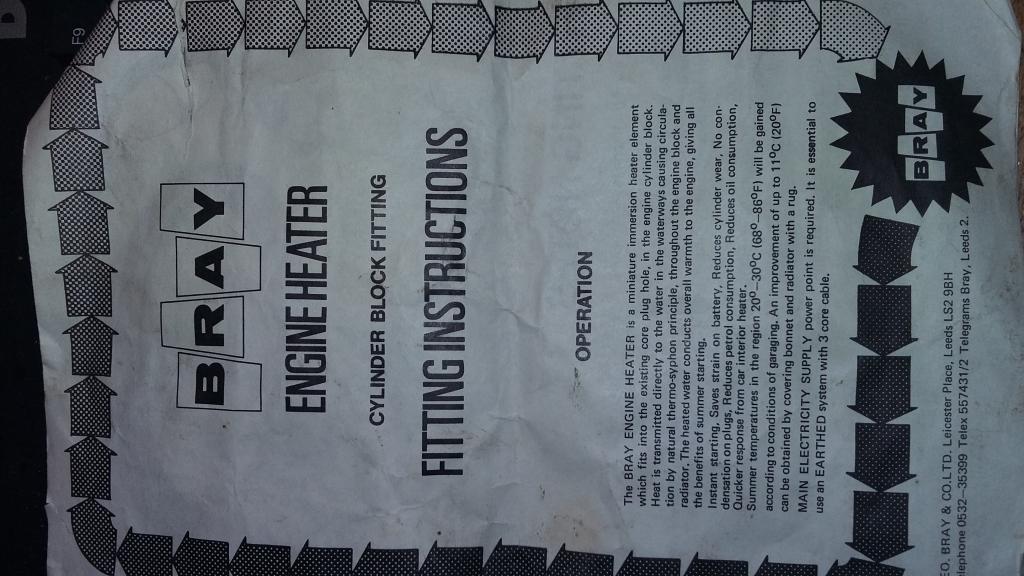 F9
BRAY
ENGINE HEATER
CYLINDER BLOCK FITTING
FITTING INSTRUCTIONS
OPERATION
The BRAY ENGINE HEATER is a miniature immersion heater element
which fits into the existing core plug hole, in the engine cylinder block.
Heat is transmitted directly to the water in the waterways causing circula-
tion by natural thermo-syphon principle, throughout the engine block and
radiator. The heated water conducts overall warmth to the engine, giving all
the benefits of summer starting.
Instant starting, Saves strain on battery, Reduces cylinder wear, No con-
densation on plugs, Reduces petrol consumption, Reduces oil consumption,
Quicker response from car interior heater.
Summer temperatures in the region 20°–30°C (68°–86°F) will be gained
according to conditions of garaging. An improvement of up to 11°C (20°F)
can be obtained by covering bonnet and radiator with a rug.
MAIN ELECTRICITY SUPPLY power point is required. It is essential to
use an EARTHED system with 3 core cable.
BRAY
EO. BRAY & CO. LTD. Leicester Place, Leeds LS2 9BH
lephone 0532–35399 Telex 557431/2 Telegrams Bray, Leeds 2.